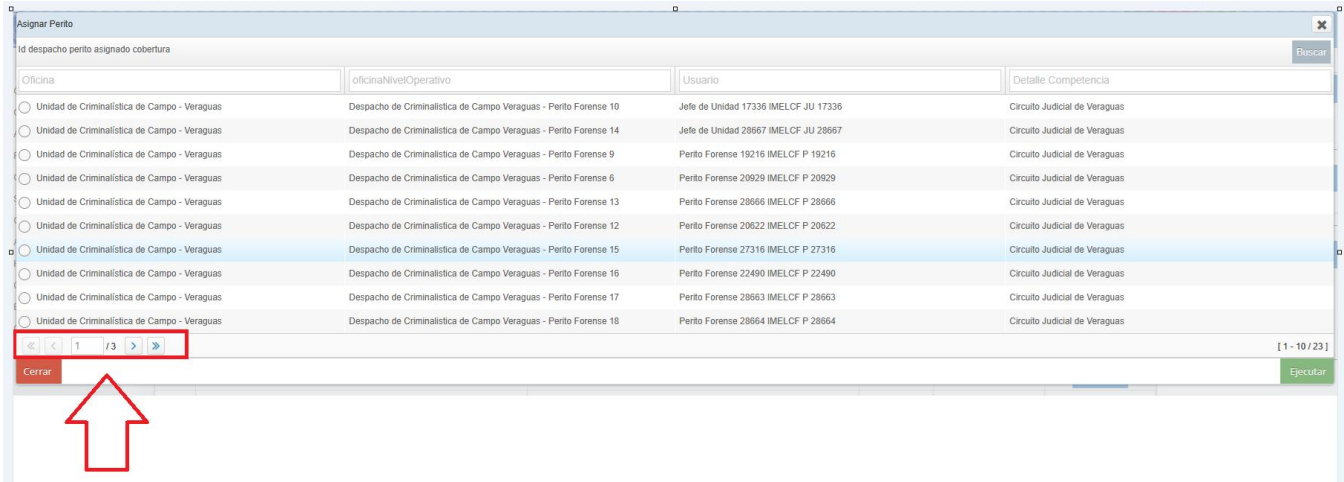 Asignar Perito
Id despacho perito asignado cobertura Buscar
Oficina oficinaNivelOperativo Usuario Detalle Competencia
Unidad de Criminalística de Campo - Veraguas Despacho de Criminalistica de Campo Veraguas - Perito Forense 10 Jefe de Unidad 17336 IMELCF JU 17336 Circuito Judicial de Veraguas
Unidad de Criminalística de Campo - Veraguas Despacho de Criminalistica de Campo Veraguas - Perito Forense 14 Jefe de Unidad 28667 IMELCF JU 28667 Circuito Judicial de Veraguas
Unidad de Criminalística de Campo - Veraguas Despacho de Criminalistica de Campo Veraguas - Perito Forense 9 Perito Forense 19216 IMELCF P 19216 Circuito Judicial de Veraguas
Unidad de Criminalística de Campo - Veraguas Despacho de Criminalistica de Campo Veraguas - Perito Forense 6 Perito Forense 20929 IMELCF P 20929 Circuito Judicial de Veraguas
Unidad de Criminalística de Campo - Veraguas Despacho de Criminalistica de Campo Veraguas - Perito Forense 13 Perito Forense 28666 IMELCF P 28666 Circuito Judicial de Veraguas
Unidad de Criminalística de Campo - Veraguas Despacho de Criminalistica de Campo Veraguas - Perito Forense 12 Perito Forense 20622 IMELCF P 20622 Circuito Judicial de Veraguas
Unidad de Criminalística de Campo - Veraguas Despacho de Criminalistica de Campo Veraguas - Perito Forense 15 Perito Forense 27316 IMELCF P 27316 Circuito Judicial de Veraguas
Unidad de Criminalística de Campo - Veraguas Despacho de Criminalistica de Campo Veraguas - Perito Forense 16 Perito Forense 22490 IMELCF P 22490 Circuito Judicial de Veraguas
Unidad de Criminalística de Campo - Veraguas Despacho de Criminalistica de Campo Veraguas - Perito Forense 17 Perito Forense 28663 IMELCF P 28663 Circuito Judicial de Veraguas
Unidad de Criminalística de Campo - Veraguas Despacho de Criminalistica de Campo Veraguas - Perito Forense 18 Perito Forense 28664 IMELCF P 28664 Circuito Judicial de Veraguas
1 / 3 [ 1 - 10 / 23 ]
Cerrar Ejecutar